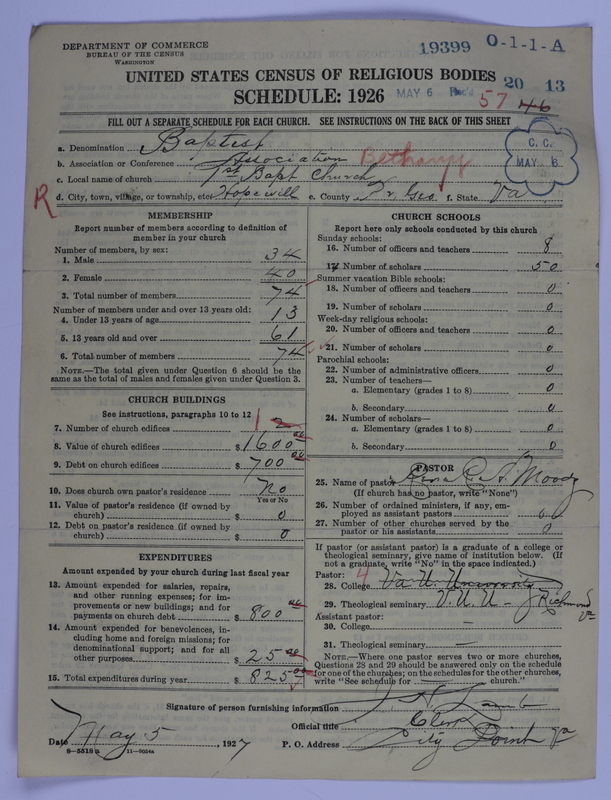 DEPARTMENT OF COMMERCE
BUREAU OF THE CENSUS
WASHINGTON
19399 O-1-1-A
UNITED STATES CENSUS OF RELIGIOUS BODIES
SCHEDULE: 1926
MAY 6 Rec'd
20 13
57 46
FILL OUT A SEPARATE SCHEDULE FOR EACH CHURCH. SEE INSTRUCTIONS ON THE BACK OF THIS SHEET
C. C.
MAY 6
a. Denomination Baptist
b. Association or Conference Association
c. Local name of church 1st Bapt Church
R
d. City, town, village, or township, etc. Hopewell e. County Pr. Geo. f. State Va
MEMBERSHIP
Report number of members according to definition of member in your church
Number of members, by sex:
1. Male 34
2. Female 40
3. Total number of members 74
Number of members under and over 13 years old:
4. Under 13 years of age 13
5. 13 years old and over 61
6. Total number of members 74
NOTE.—The total given under Question 6 should be
same as the total of males and females given under Question 3.
CHURCH BUILDINGS
See instructions, paragraphs 10 to 12
7. Number of church edifices 1 2
8. Value of church edifices $ 1600 00
9. Debt on church edifices $ 700 00
10. Does church own pastor's residence No
Yes or No
11. Value of pastor's residence (if owned by
church) $ 0
12. Debt on pastor's residence (if owned by
church) $ 0
EXPENDITURES
Amount expended by your church during last fiscal year
13. Amount expended for salaries, repairs,
and other running expenses; for im-
provements or new buildings; and for
payments on church debt $ 800 00
14. Amount expended for benevolences, in-
cluding home and foreign missions; for
denominational support; and for all
other purposes $ 25 00
15. Total expenditures during year $ 825 00
CHURCH SCHOOLS
Report here only schools conducted by this church
Sunday schools:
16. Number of officers and teachers 8
17. Number of scholars 50
Summer vacation Bible schools:
18. Number of officers and teachers 0
19. Number of scholars 0
Week-day religious schools:
20. Number of officers and teachers 0
21. Number of scholars 0
Parochial schools:
22. Number of administrative officers 0
23. Number of teachers—
a. Elementary (grades 1 to 8) 0
b. Secondary 0
24. Number of scholars—
a. Elementary (grades 1 to 8) 0
b. Secondary 0
PASTOR
25. Name of pastor Moody
(If church has no pastor, write "None")
26. Number of ordained ministers, if any, em-
ployed as assistant pastors
27. Number of other churches served by the
pastor or his assistants 0
If pastor (or assistant pastor) is a graduate of a college or
theological seminary, give name of institution below. (If
not a graduate, write "No" in the space indicated.)
Pastor: 4
28. College Va U. University
29. Theological seminary V. U. U - Richmond Va
Assistant pastor:
30. College —
31. Theological seminary —
NOTE.—Where one pastor serves two or more churches,
Questions 28 and 29 should be answered only on the schedule
for one of the churches; on the schedules for the other churches,
write "See schedule for ______ church."
Signature of person furnishing information J H Lamb
Official title Clerk
Date May 5, 1927 P. O. Address City Point Va
8—5519a 11—9054a